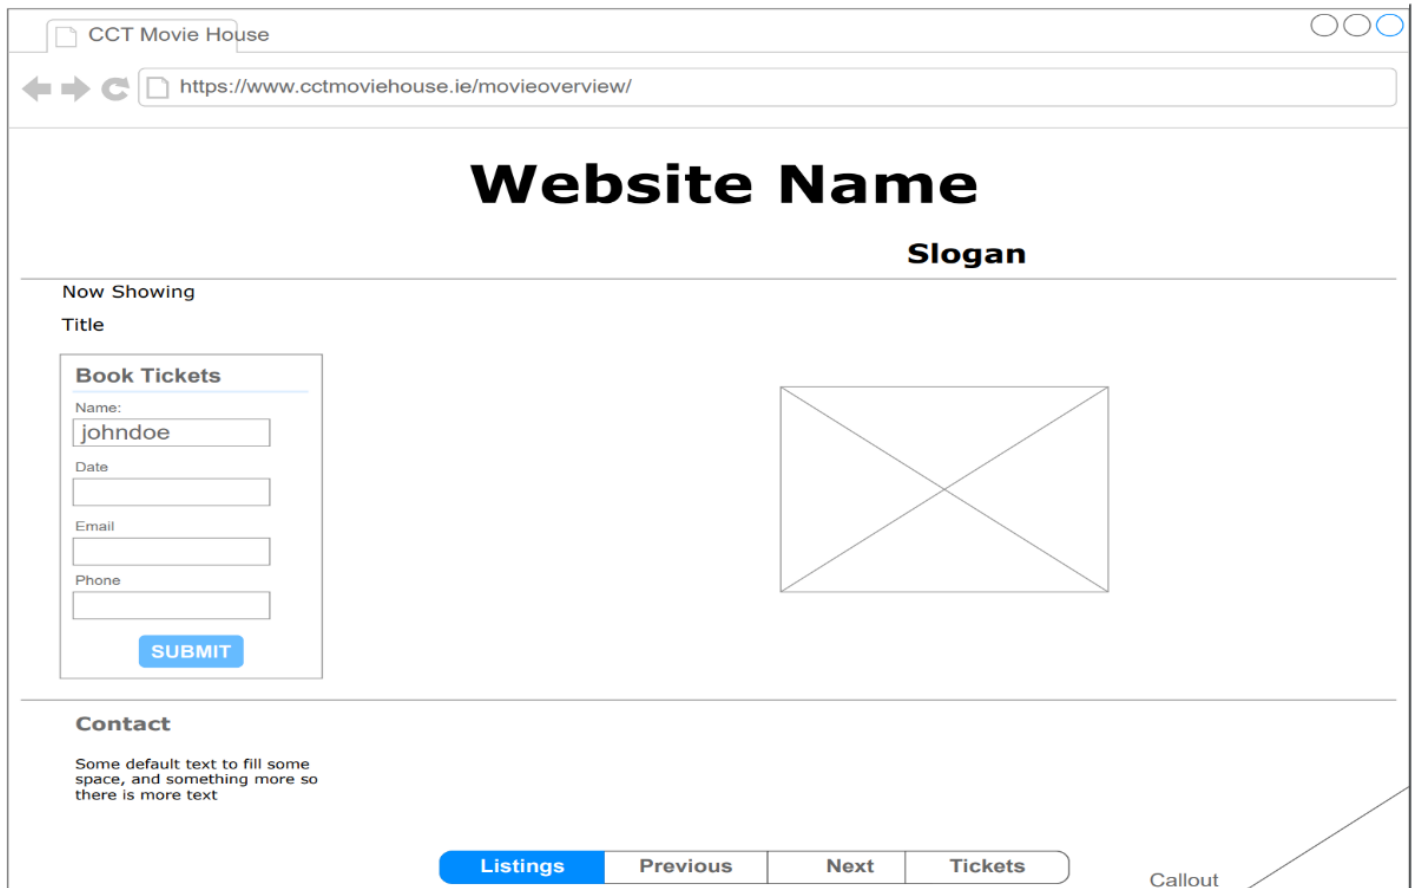 CCT Movie House
https://www.cctmoviehouse.ie/movieoverview/
Website Name
Slogan
Now Showing
Title
Book Tickets
Name:
johndoe
Date
Email
Phone
SUBMIT
Contact
Some default text to fill some
space, and something more so
there is more text
Listings Previous Next Tickets
Callout